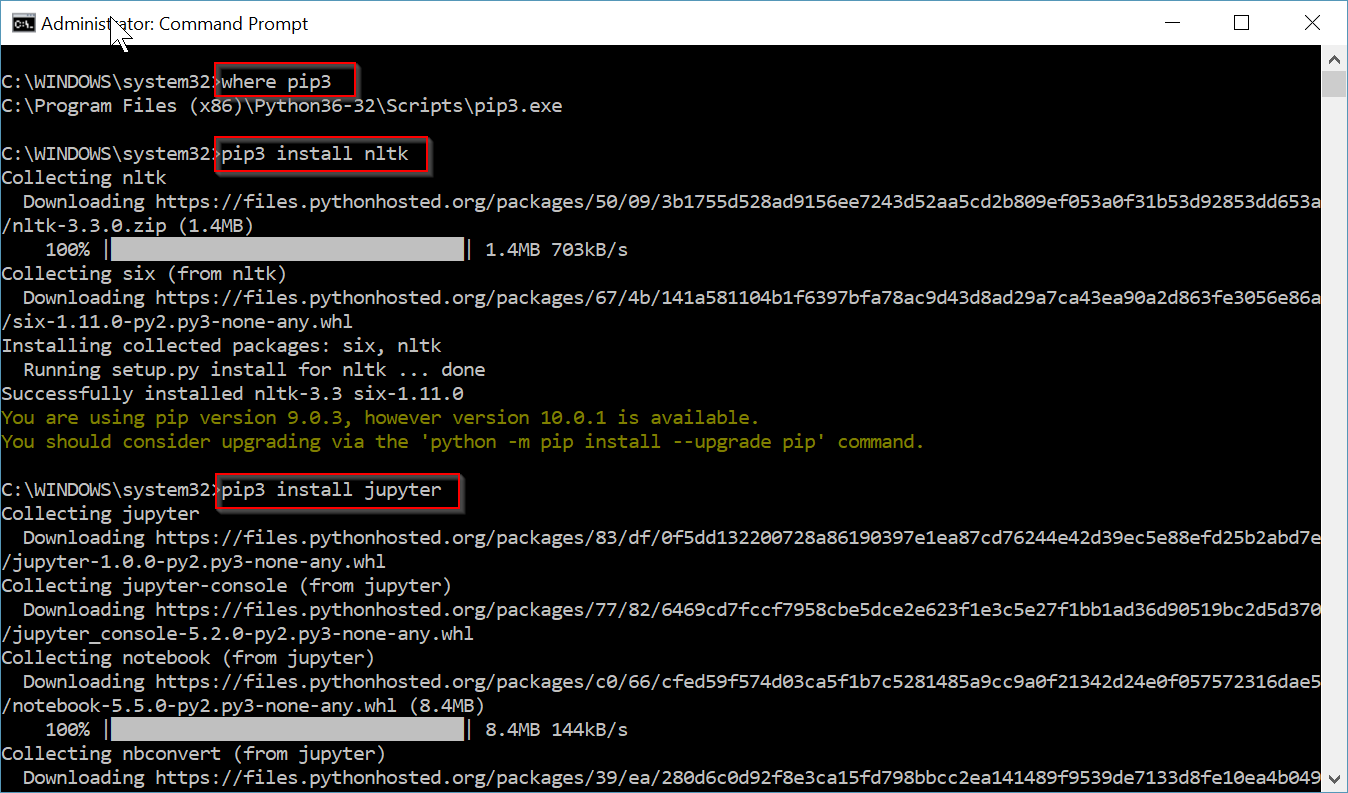 Administrator: Command Prompt
C:\WINDOWS\system32>where pip3
C:\Program Files (x86)\Python36-32\Scripts\pip3.exe
C:\WINDOWS\system32>pip3 install nltk
Collecting nltk
Downloading https://files.pythonhosted.org/packages/50/09/3b1755d528ad9156ee7243d52aa5cd2b809ef053a0f31b53d92853dd653a
/nltk-3.3.0.zip (1.4MB)
100% || 1.4MB 703kB/s
Collecting six (from nltk)
Downloading https://files.pythonhosted.org/packages/67/4b/141a581104b1f6397bfa78ac9d43d8ad29a7ca43ea90a2d863fe3056e86a
/six-1.11.0-py2.py3-none-any.whl
Installing collected packages: six, nltk
Running setup.py install for nltk ... done
Successfully installed nltk-3.3 six-1.11.0
You are using pip version 9.0.3, however version 10.0.1 is available.
You should consider upgrading via the 'python -m pip install --upgrade pip' command.
C:\WINDOWS\system32>pip3 install jupyter
Collecting jupyter
Downloading https://files.pythonhosted.org/packages/83/df/0f5dd132200728a86190397e1ea87cd76244e42d39ec5e88efd25b2abd7e
/jupyter-1.0.0-py2.py3-none-any.whl
Collecting jupyter-console (from jupyter)
Downloading https://files.pythonhosted.org/packages/77/82/6469cd7fccf7958cbe5dce2e623f1e3c5e27f1bb1ad36d90519bc2d5d370
/jupyter_console-5.2.0-py2.py3-none-any.whl
Collecting notebook (from jupyter)
Downloading https://files.pythonhosted.org/packages/c0/66/cfed59f574d03ca5f1b7c5281485a9cc9a0f21342d24e0f057572316dae5
/notebook-5.5.0-py2.py3-none-any.whl (8.4MB)
100% || 8.4MB 144kB/s
Collecting nbconvert (from jupyter)
Downloading https://files.pythonhosted.org/packages/39/ea/280d6c0d92f8e3ca15fd798bbcc2ea141489f9539de7133d8fe10ea4b049